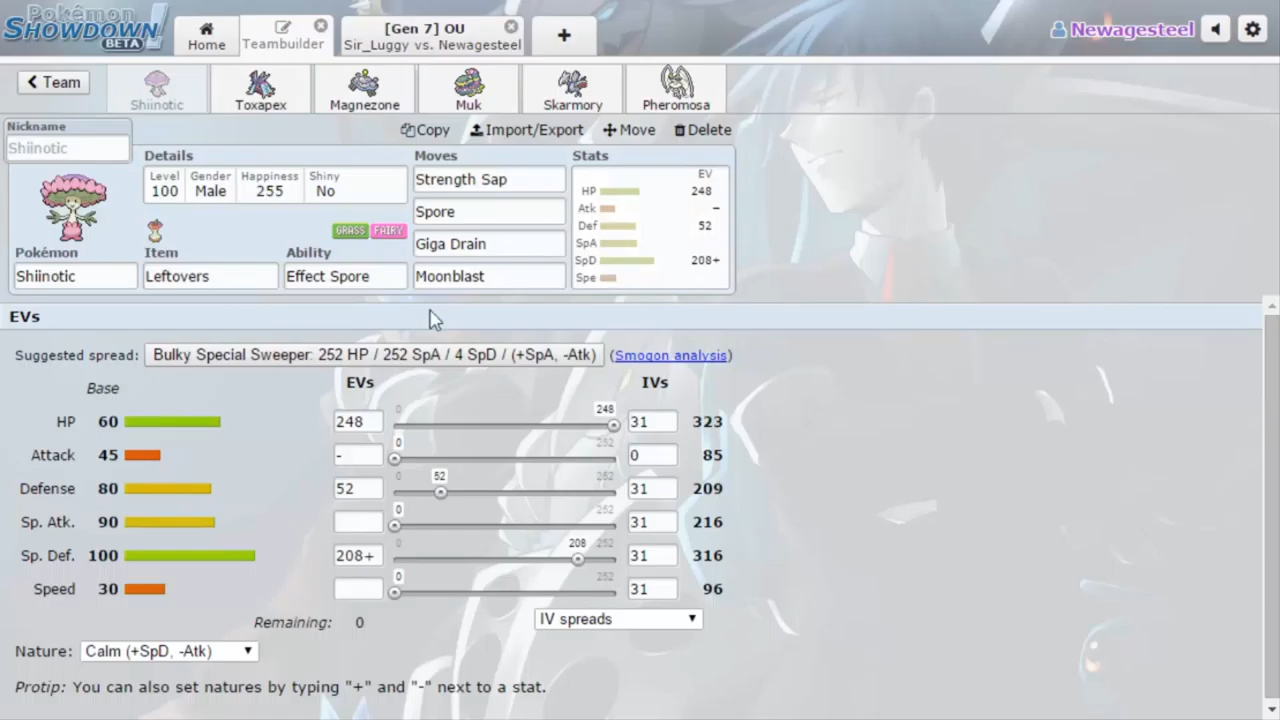 Pokémon
SHOWDOWN!
BETA
Home
Teambuilder
[Gen 7] OU
Sir_Luggy vs. Newagesteel
+
Newagesteel
Team
Shiinotic
Toxapex
Magnezone
Muk
Skarmory
Pheromosa
Nickname
Shiinotic
Copy
Import/Export
Move
Delete
Details
Level Gender Happiness Shiny
100 Male 255 No
GRASS FAIRY
Pokémon Item Ability
Shiinotic Leftovers Effect Spore
Moves
Strength Sap
Spore
Giga Drain
Moonblast
Stats
EV
HP 248
Atk -
Def 52
SpA
SpD 208+
Spe
EVs
Suggested spread: Bulky Special Sweeper: 252 HP / 252 SpA / 4 SpD / (+SpA, -Atk) (Smogon analysis)
Base EVs IVs
HP 60 248 0 248 31 323
Attack 45 - 0 252 0 85
Defense 80 52 0 52 252 31 209
Sp. Atk. 90 0 252 31 216
Sp. Def. 100 208+ 0 208 252 31 316
Speed 30 0 252 31 96
Remaining: 0 IV spreads
Nature: Calm (+SpD, -Atk)
Protip: You can also set natures by typing "+" and "-" next to a stat.